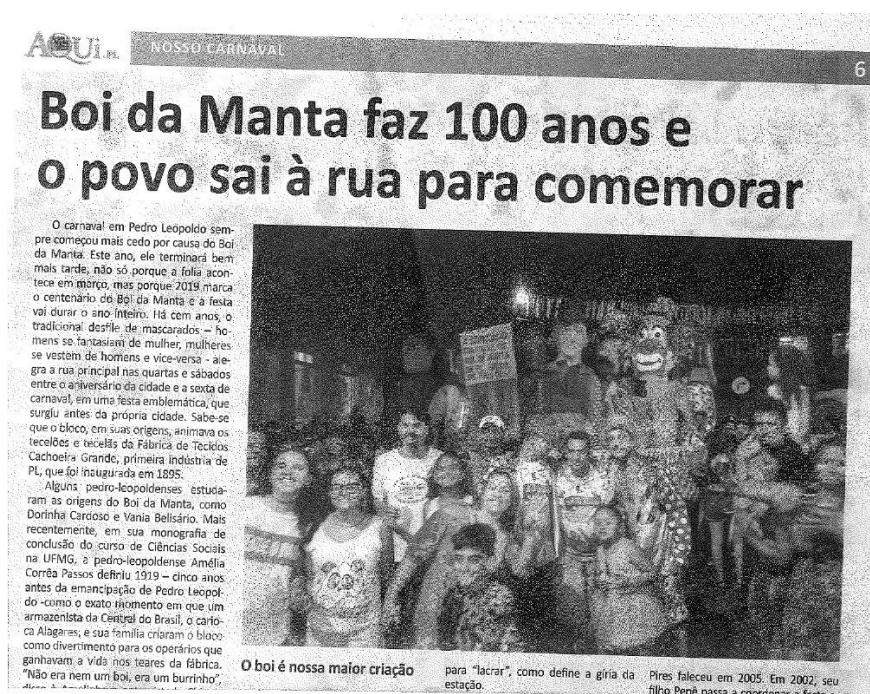 AQUi.PL
NOSSO CARNAVAL
6
Boi da Manta faz 100 anos e
o povo sai à rua para comemorar
O carnaval em Pedro Leopoldo sem-
pre começou mais cedo por causa do Boi
da Manta. Este ano, ele terminará bem
mais tarde, não só porque a folia acon-
tece em março, mas porque 2019 marca
o centenário do Boi da Manta e a festa
vai durar o ano inteiro. Há cem anos, o
tradicional desfile de mascarados – ho-
mens se fantasiam de mulher, mulheres
se vestem de homens e vice-versa - ale-
gra a rua principal nas quartas e sábados
entre o aniversário da cidade e a sexta de
carnaval, em uma festa emblemática, que
surgiu antes da própria cidade. Sabe-se
que o bloco, em suas origens, animava os
tecelões e tecelãs da Fábrica de Tecidos
Cachoeira Grande, primeira indústria de
PL, que foi inaugurada em 1895.
Alguns pedro-leopoldenses estuda-
ram as origens do Boi da Manta, como
Dorinha Cardoso e Vania Belisário. Mais
recentemente, em sua monografia de
conclusão do curso de Ciências Sociais
na UFMG, a pedro-leopoldense Amélia
Corrêa Passos definiu 1919 – cinco anos
antes da emancipação de Pedro Leopol-
do -como o exato momento em que um
armazenista da Central do Brasil, o cario-
ca Alagares, e sua família criaram o bloco
como divertimento para os operários que
ganhavam a vida nos teares da fábrica.
"Não era nem um boi, era um burrinho",
O boi é nossa maior criação
para "lacrar", como define a gíria da
estação.
Pires faleceu em 2005. Em 2002, seu
filho Penê passa a coordenar